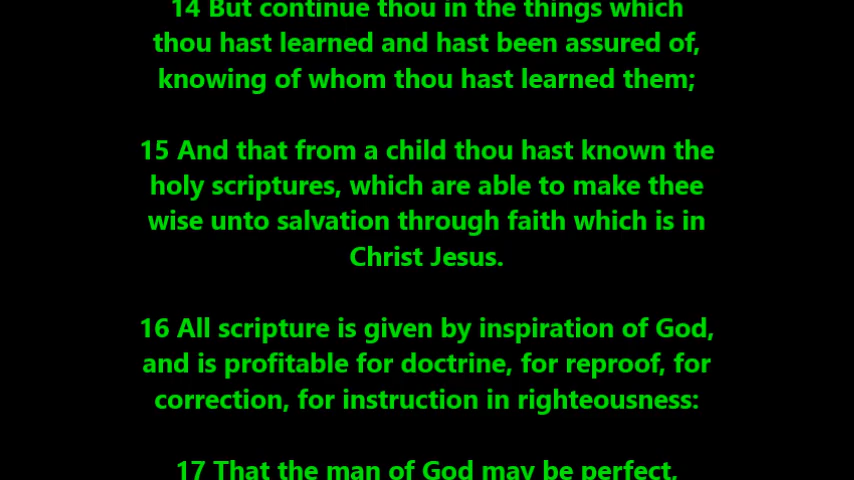 14 But continue thou in the things which
thou hast learned and hast been assured of,
knowing of whom thou hast learned them;
15 And that from a child thou hast known the
holy scriptures, which are able to make thee
wise unto salvation through faith which is in
Christ Jesus.
16 All scripture is given by inspiration of God,
and is profitable for doctrine, for reproof, for
correction, for instruction in righteousness:
17 That the man of God may be perfect,